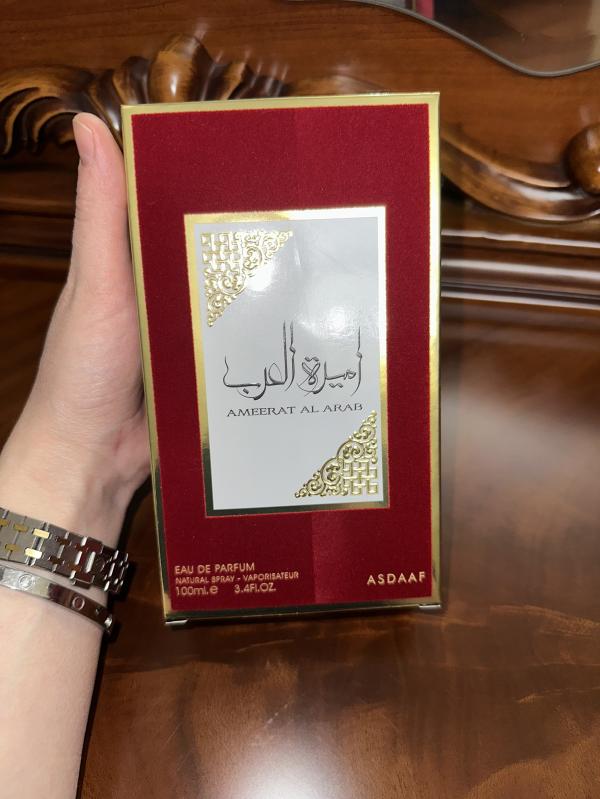 أميرة العرب
AMEERAT AL ARAB
EAU DE PARFUM
NATURAL SPRAY - VAPORISATEUR
100ml.e 3.4FL.OZ.
ASDAAF